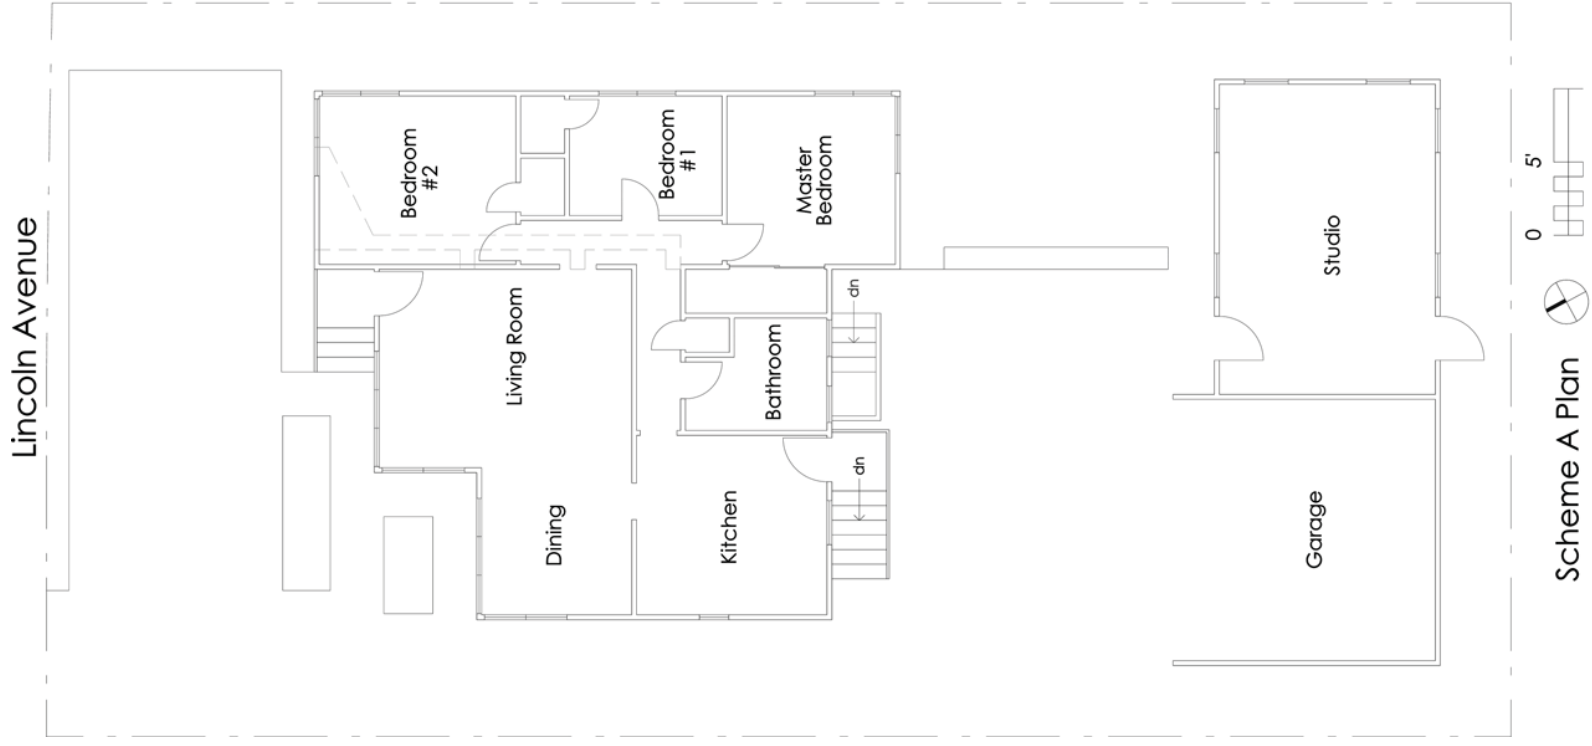 Lincoln Avenue
Bedroom
#2
Bedroom
#1
Master
Bedroom
Living Room
Bathroom
dn
Dining
Kitchen
dn
Studio
Garage
0 5'
Scheme A Plan